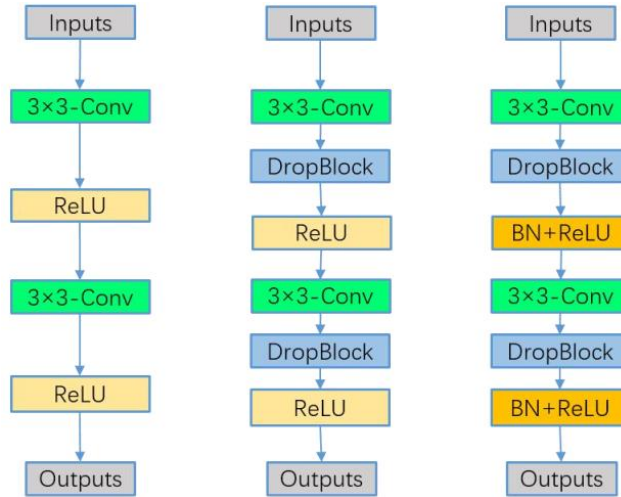 Inputs
3×3-Conv
ReLU
3×3-Conv
ReLU
Outputs
Inputs
3×3-Conv
DropBlock
ReLU
3×3-Conv
DropBlock
ReLU
Outputs
Inputs
3×3-Conv
DropBlock
BN+ReLU
3×3-Conv
DropBlock
BN+ReLU
Outputs